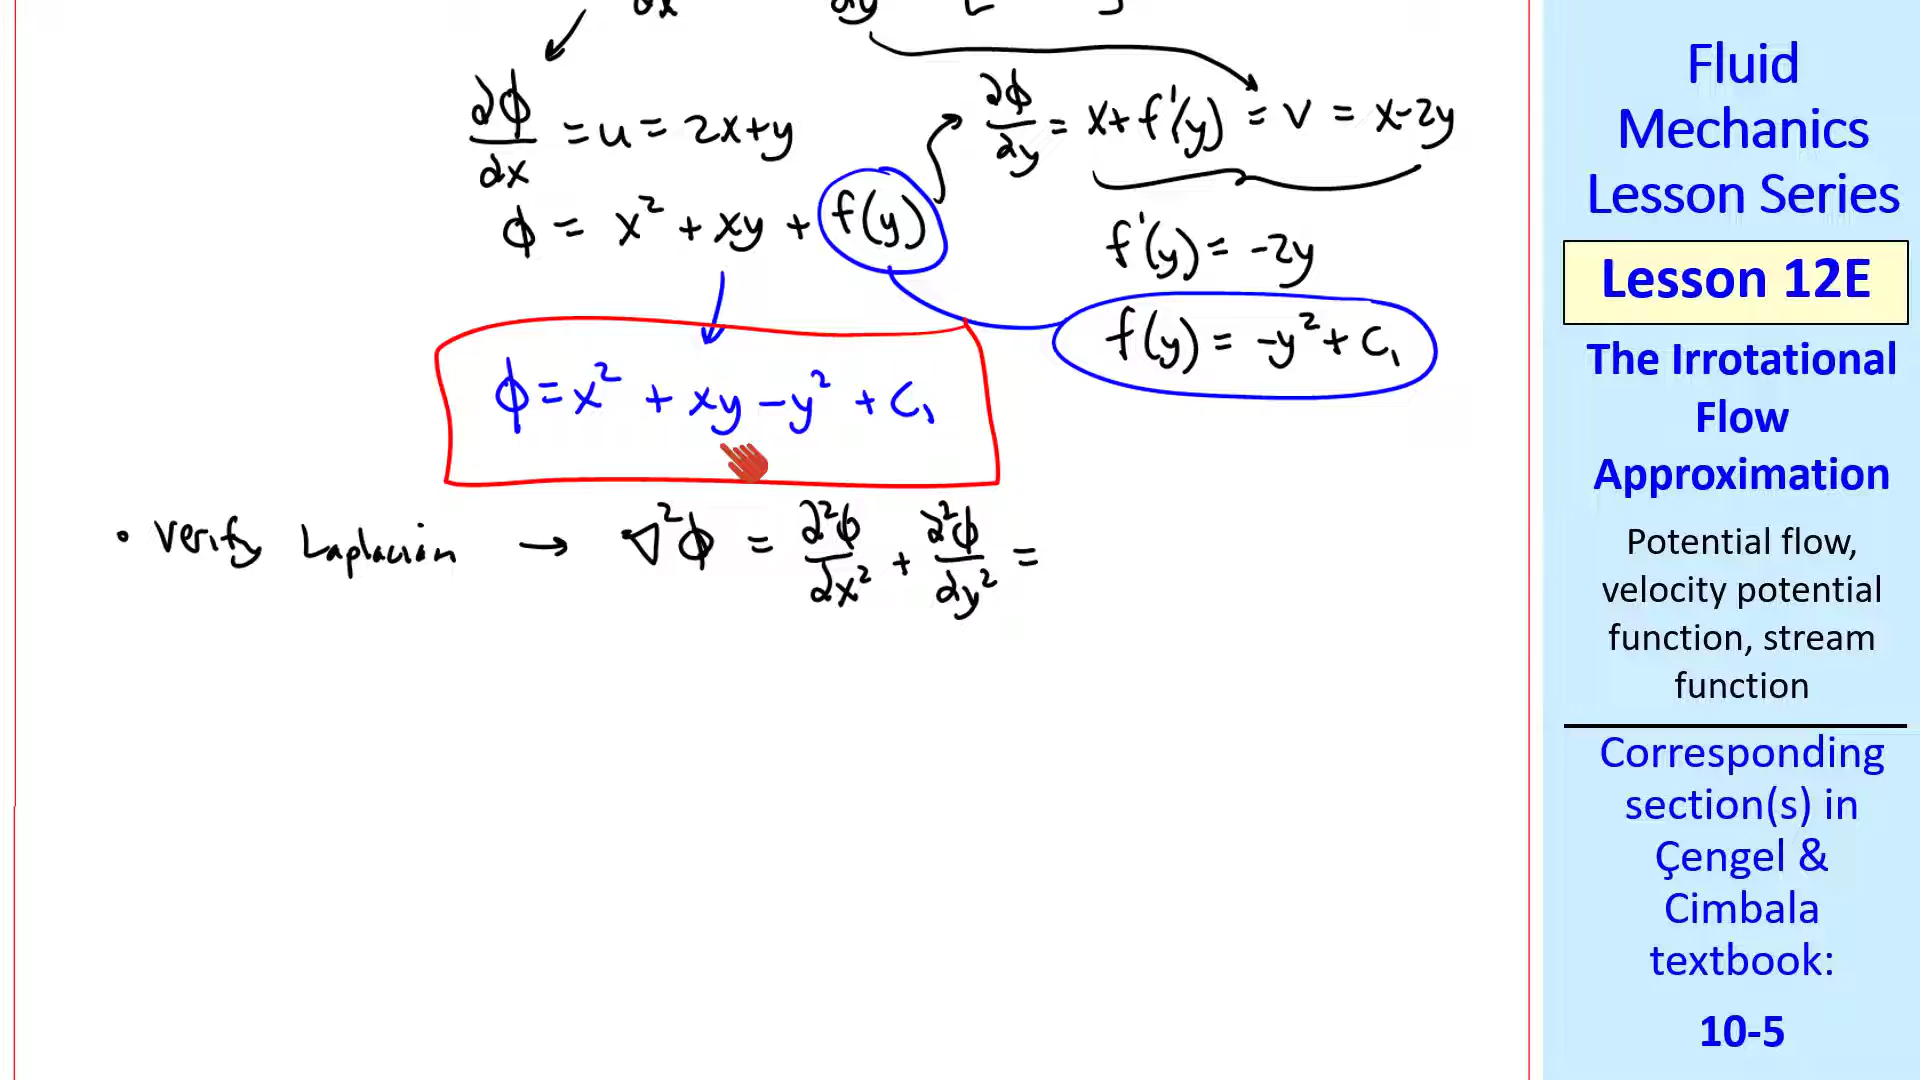 ∂x ∂y [ ]
∂ϕ/∂x = u = 2x+y
∂ϕ/∂y = x+f'(y) = v = x-2y
ϕ = x² + xy + f(y)
f'(y) = -2y
f(y) = -y² + C₁
ϕ = x² + xy - y² + C₁
• Verify Laplacian → ∇²ϕ = ∂²ϕ/∂x² + ∂²ϕ/∂y² =
Fluid
Mechanics
Lesson Series
Lesson 12E
The Irrotational
Flow
Approximation
Potential flow,
velocity potential
function, stream
function
Corresponding
section(s) in
Çengel &
Cimbala
textbook:
10-5